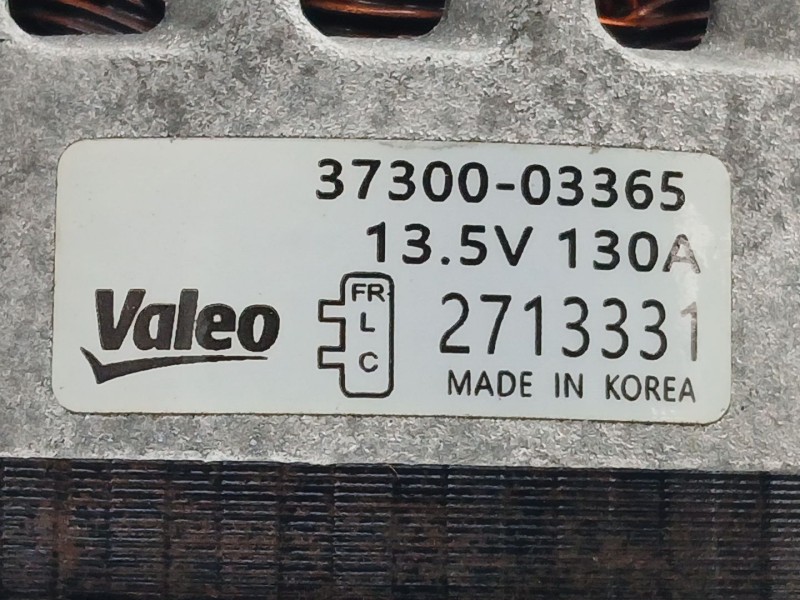 37300-03365
13.5V 130A
Valeo
FR
L
C
2713331
MADE IN KOREA